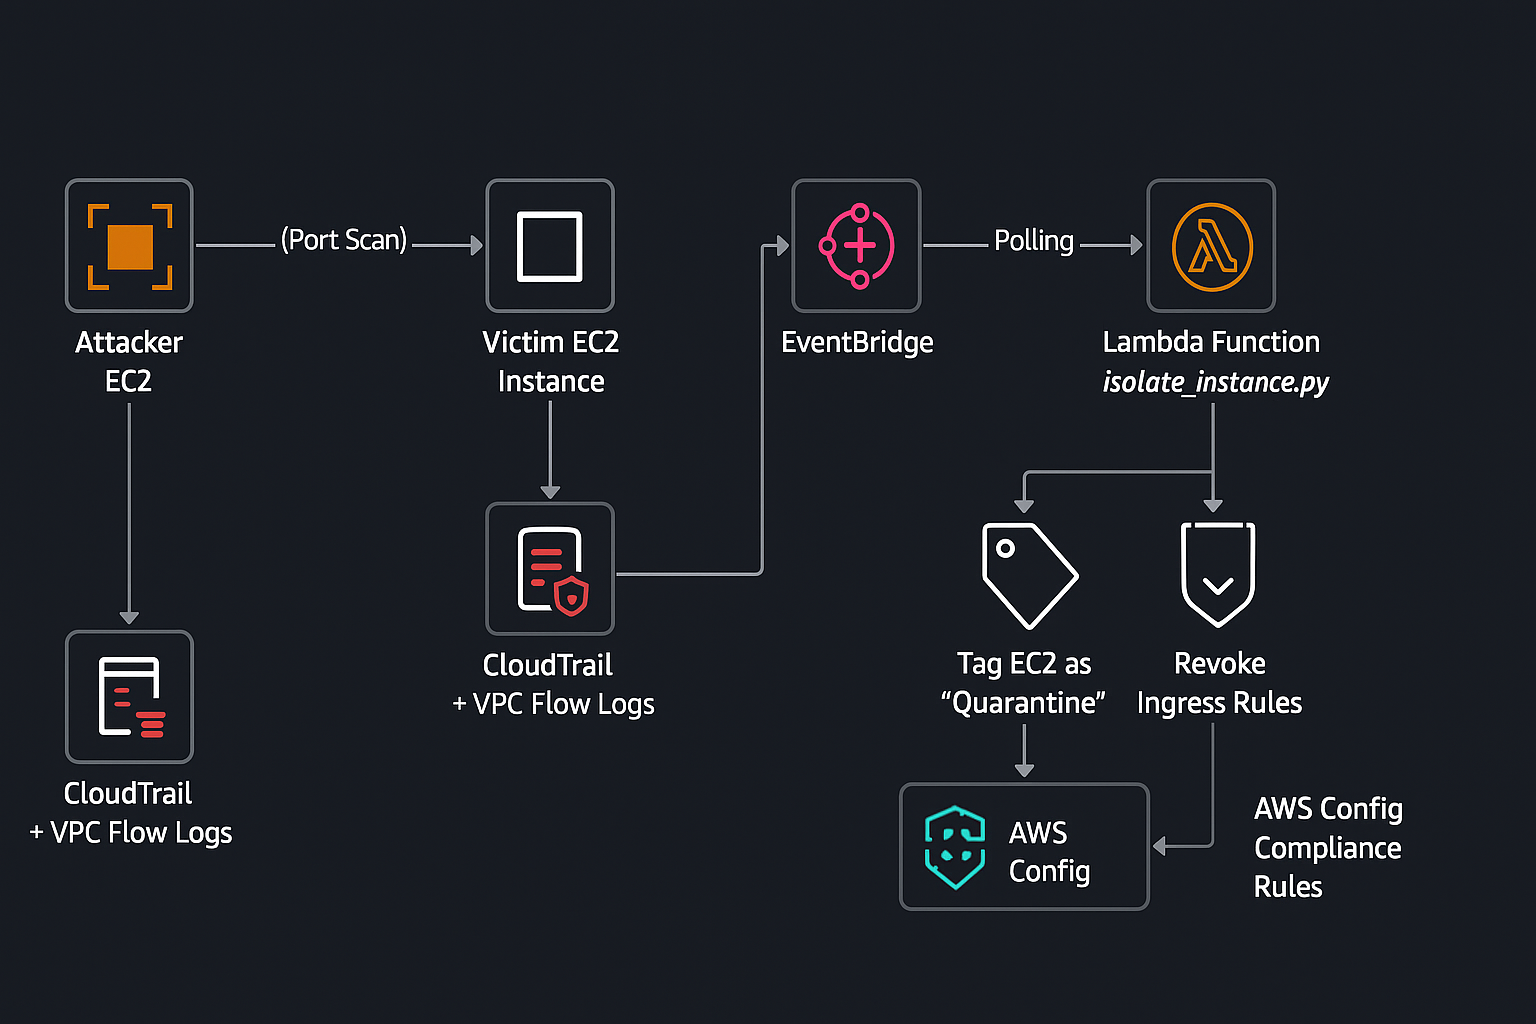 Attacker
EC2
(Port Scan)
Victim EC2
Instance
EventBridge
Polling
Lambda Function
isolate_instance.py
CloudTrail
+ VPC Flow Logs
CloudTrail
+ VPC Flow Logs
Tag EC2 as
“Quarantine”
Revoke
Ingress Rules
AWS
Config
AWS Config
Compliance
Rules